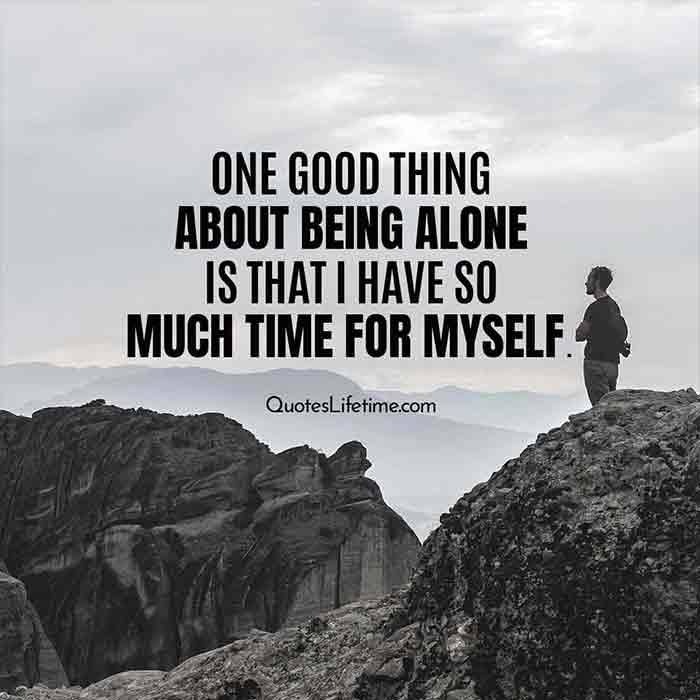 ONE GOOD THING
ABOUT BEING ALONE
IS THAT I HAVE SO
MUCH TIME FOR MYSELF.
QuotesLifetime.com